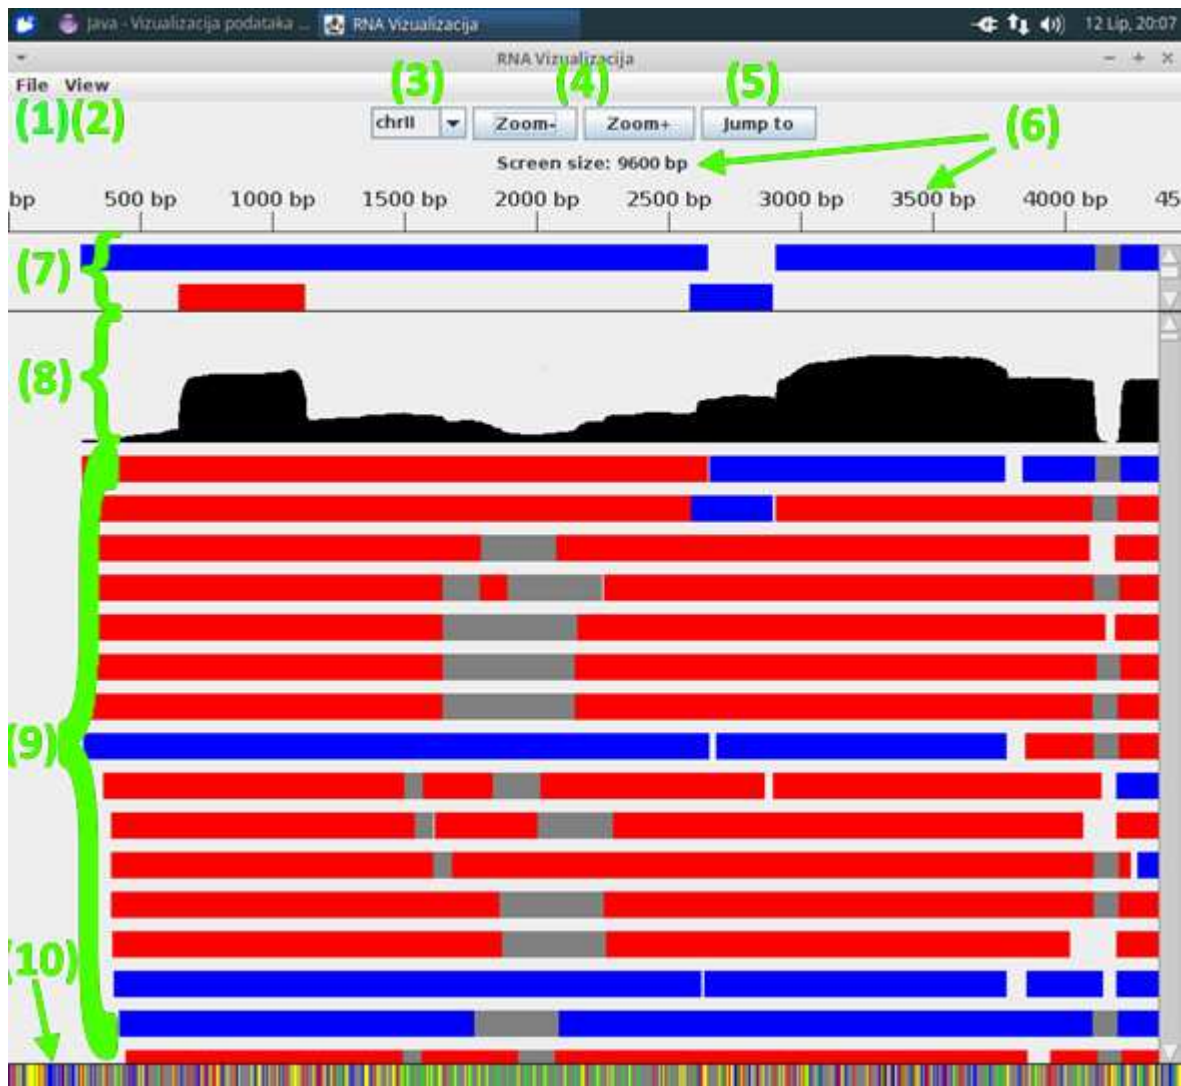 Java - Vizualizacija podataka ... RNA Vizualizacija 12 Lip, 20:07
RNA Vizualizacija
File View
(1) (2) (3) (4) (5) (6)
chrII Zoom- Zoom+ Jump to
Screen size: 9600 bp
bp 500 bp 1000 bp 1500 bp 2000 bp 2500 bp 3000 bp 3500 bp 4000 bp 45
(7)
(8)
(9)
(10)